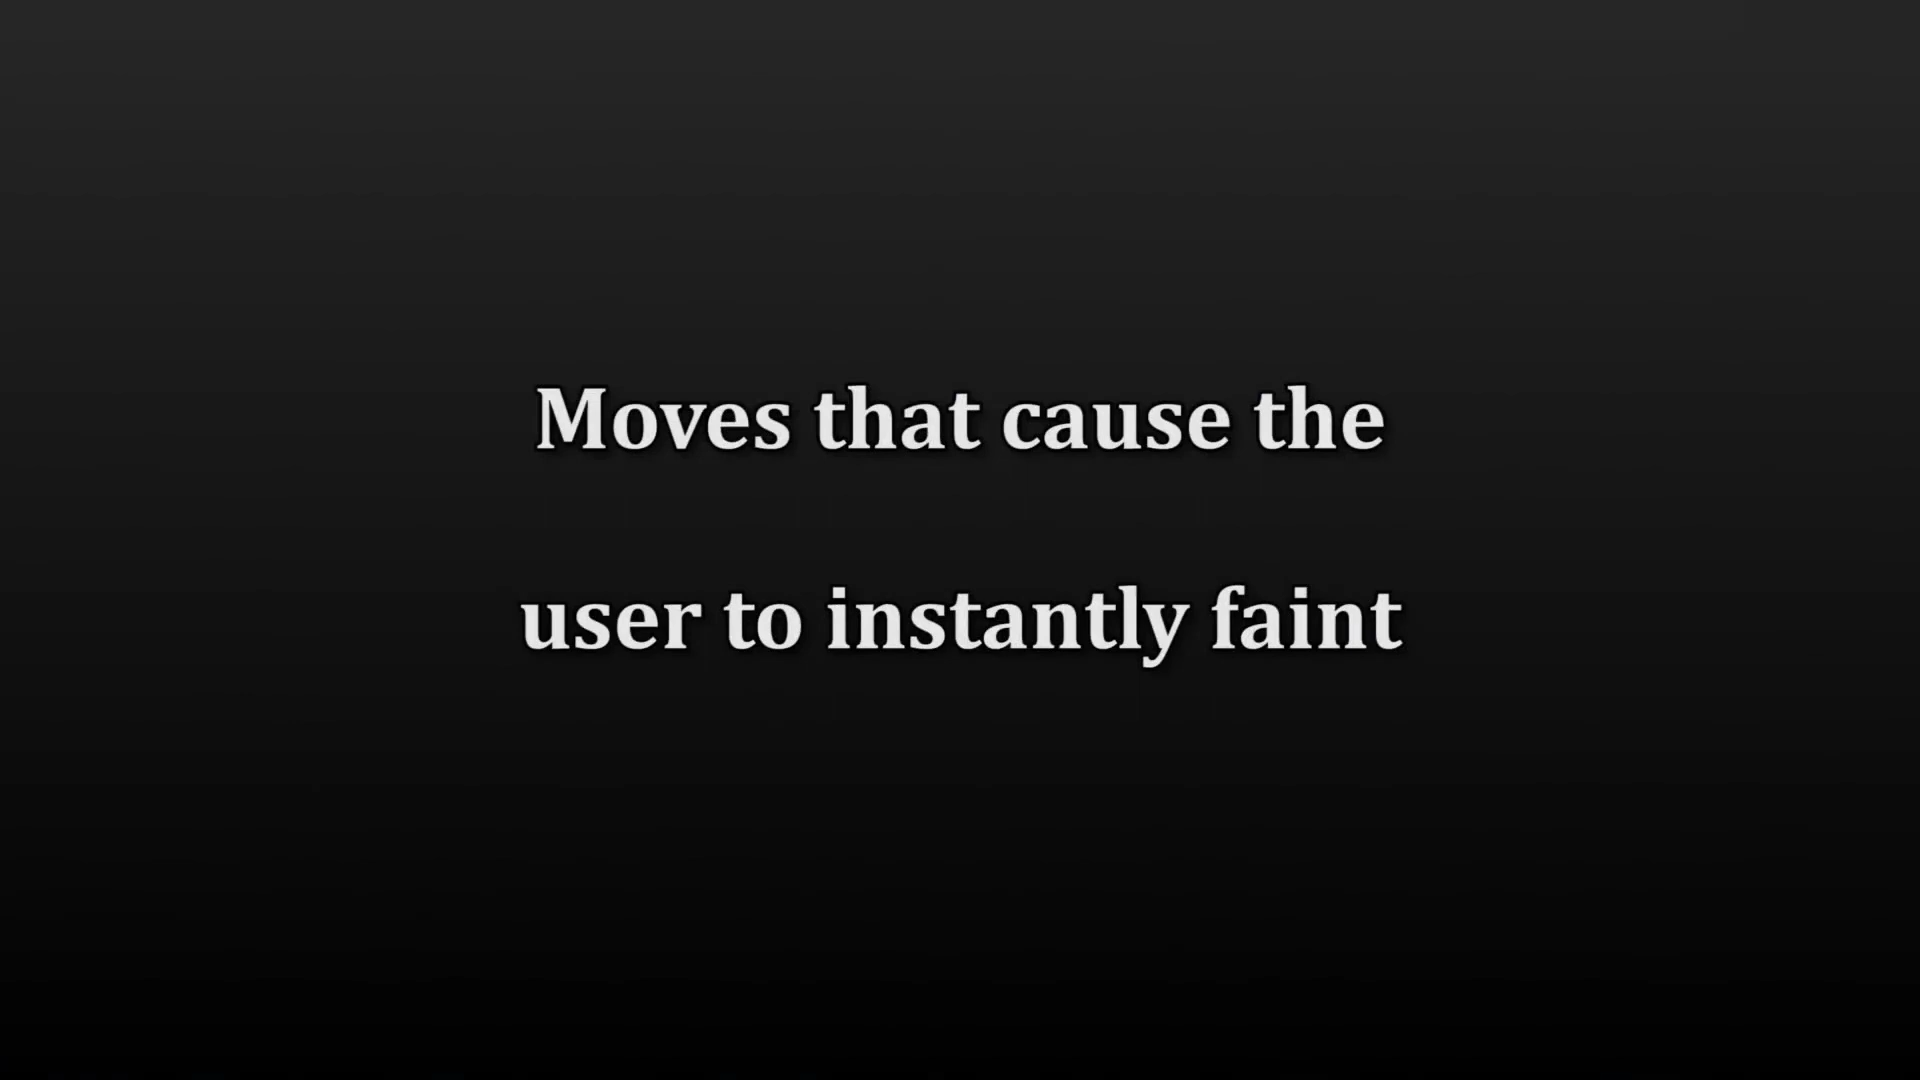 Moves that cause the
user to instantly faint